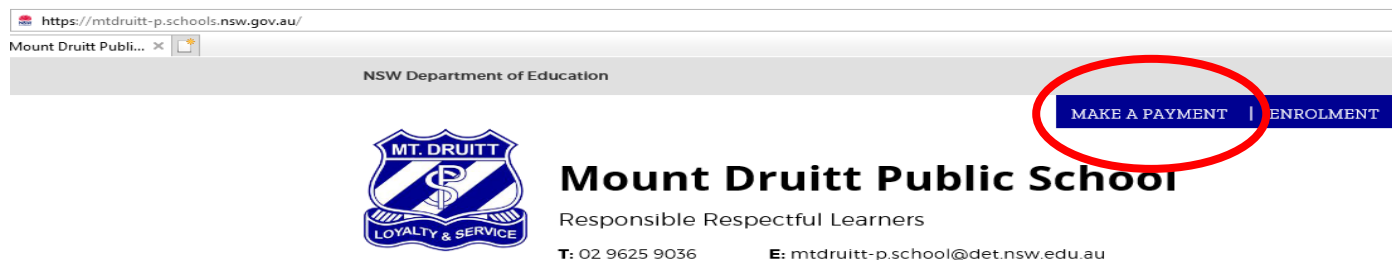 https://mtdruitt-p.schools.nsw.gov.au/
Mount Druitt Publi...
NSW Department of Education
MAKE A PAYMENT | ENROLMENT
MT. DRUITT
PS
LOYALTY & SERVICE
Mount Druitt Public School
Responsible Respectful Learners
T: 02 9625 9036 E: mtdruitt-p.school@det.nsw.edu.au